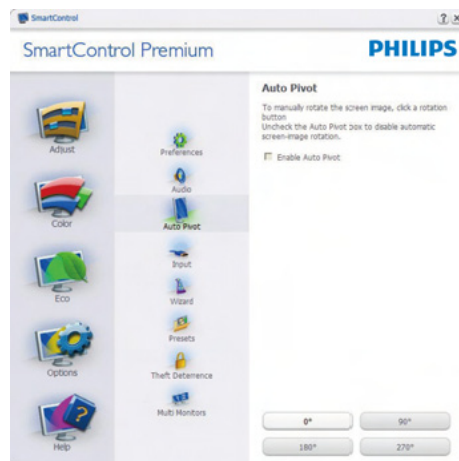 SmartControl
SmartControl Premium
PHILIPS
Adjust
Color
Eco
Options
Help
Preferences
Audio
Auto Pivot
Input
Wizard
Presets
Theft Deterrence
Multi Monitors
Auto Pivot
To manually rotate the screen image, click a rotation
button
Uncheck the Auto Pivot box to disable automatic
screen-image rotation.
Enable Auto Pivot
0°
90°
180°
270°